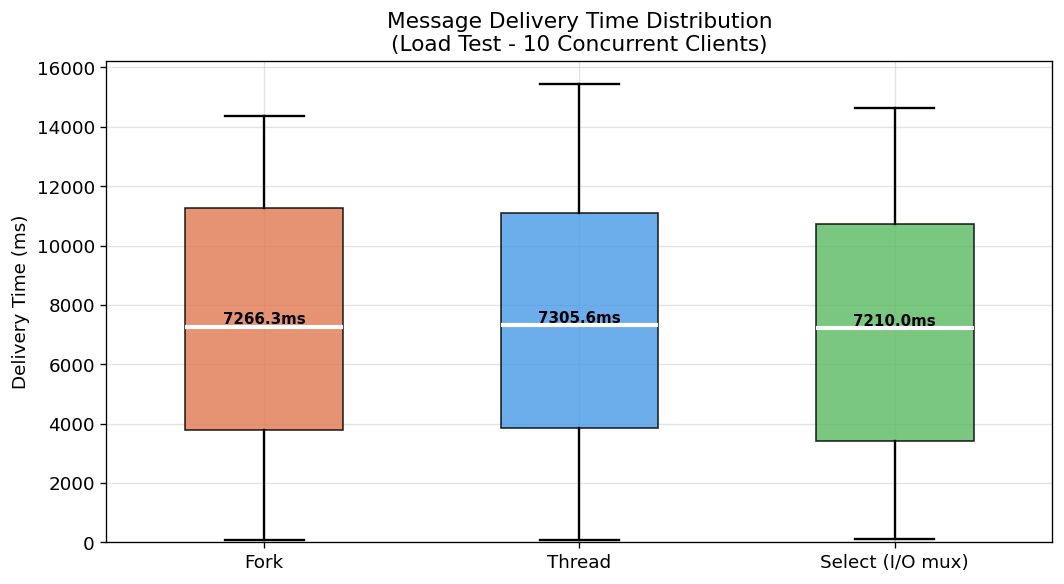 Message Delivery Time Distribution
(Load Test - 10 Concurrent Clients)
Delivery Time (ms)
16000
14000
12000
10000
8000
6000
4000
2000
0
7266.3ms
7305.6ms
7210.0ms
Fork
Thread
Select (I/O mux)